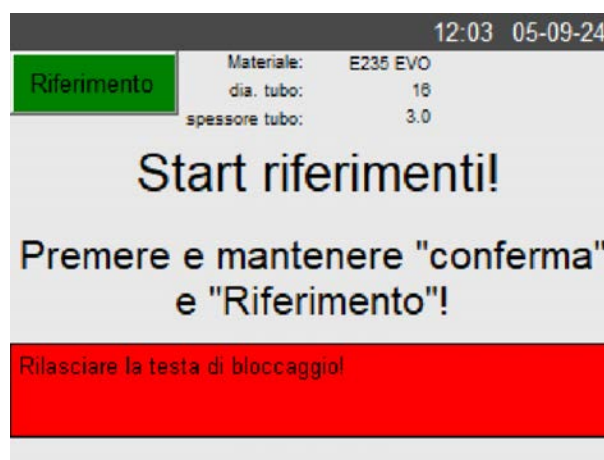 12:03 05-09-24
Riferimento
Materiale: E235 EVO
dia. tubo: 16
spessore tubo: 3.0
Start riferimenti!
Premere e mantenere "conferma"
e "Riferimento"!
Rilasciare la testa di bloccaggio!